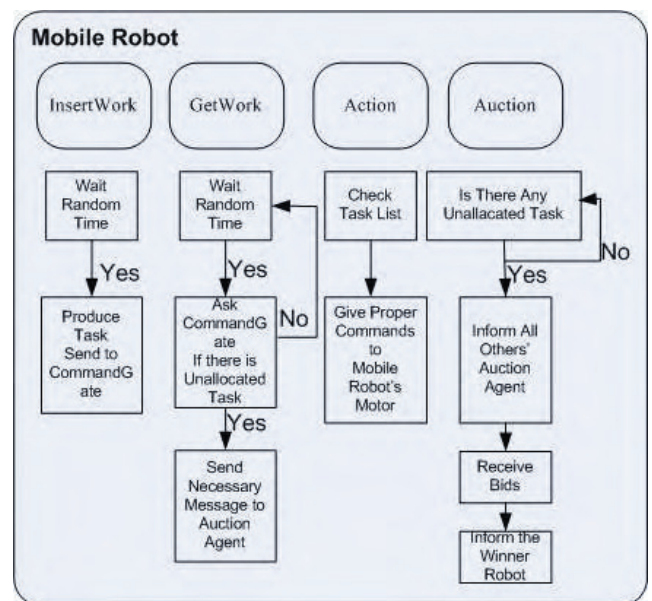 Mobile Robot
InsertWork
GetWork
Action
Auction
Wait
Random
Time
Yes
Produce
Task
Send to
CommandG
ate
Wait
Random
Time
Yes
Ask
CommandG
ate
If there is
Unallocated
Task
No
Yes
Send
Necessary
Message to
Auction
Agent
Check
Task List
Give Proper
Commands
to
Mobile
Robot's
Motor
Is There Any
Unallacated Task
No
Yes
Inform All
Others'
Auction
Agent
Receive
Bids
Inform the
Winner
Robot